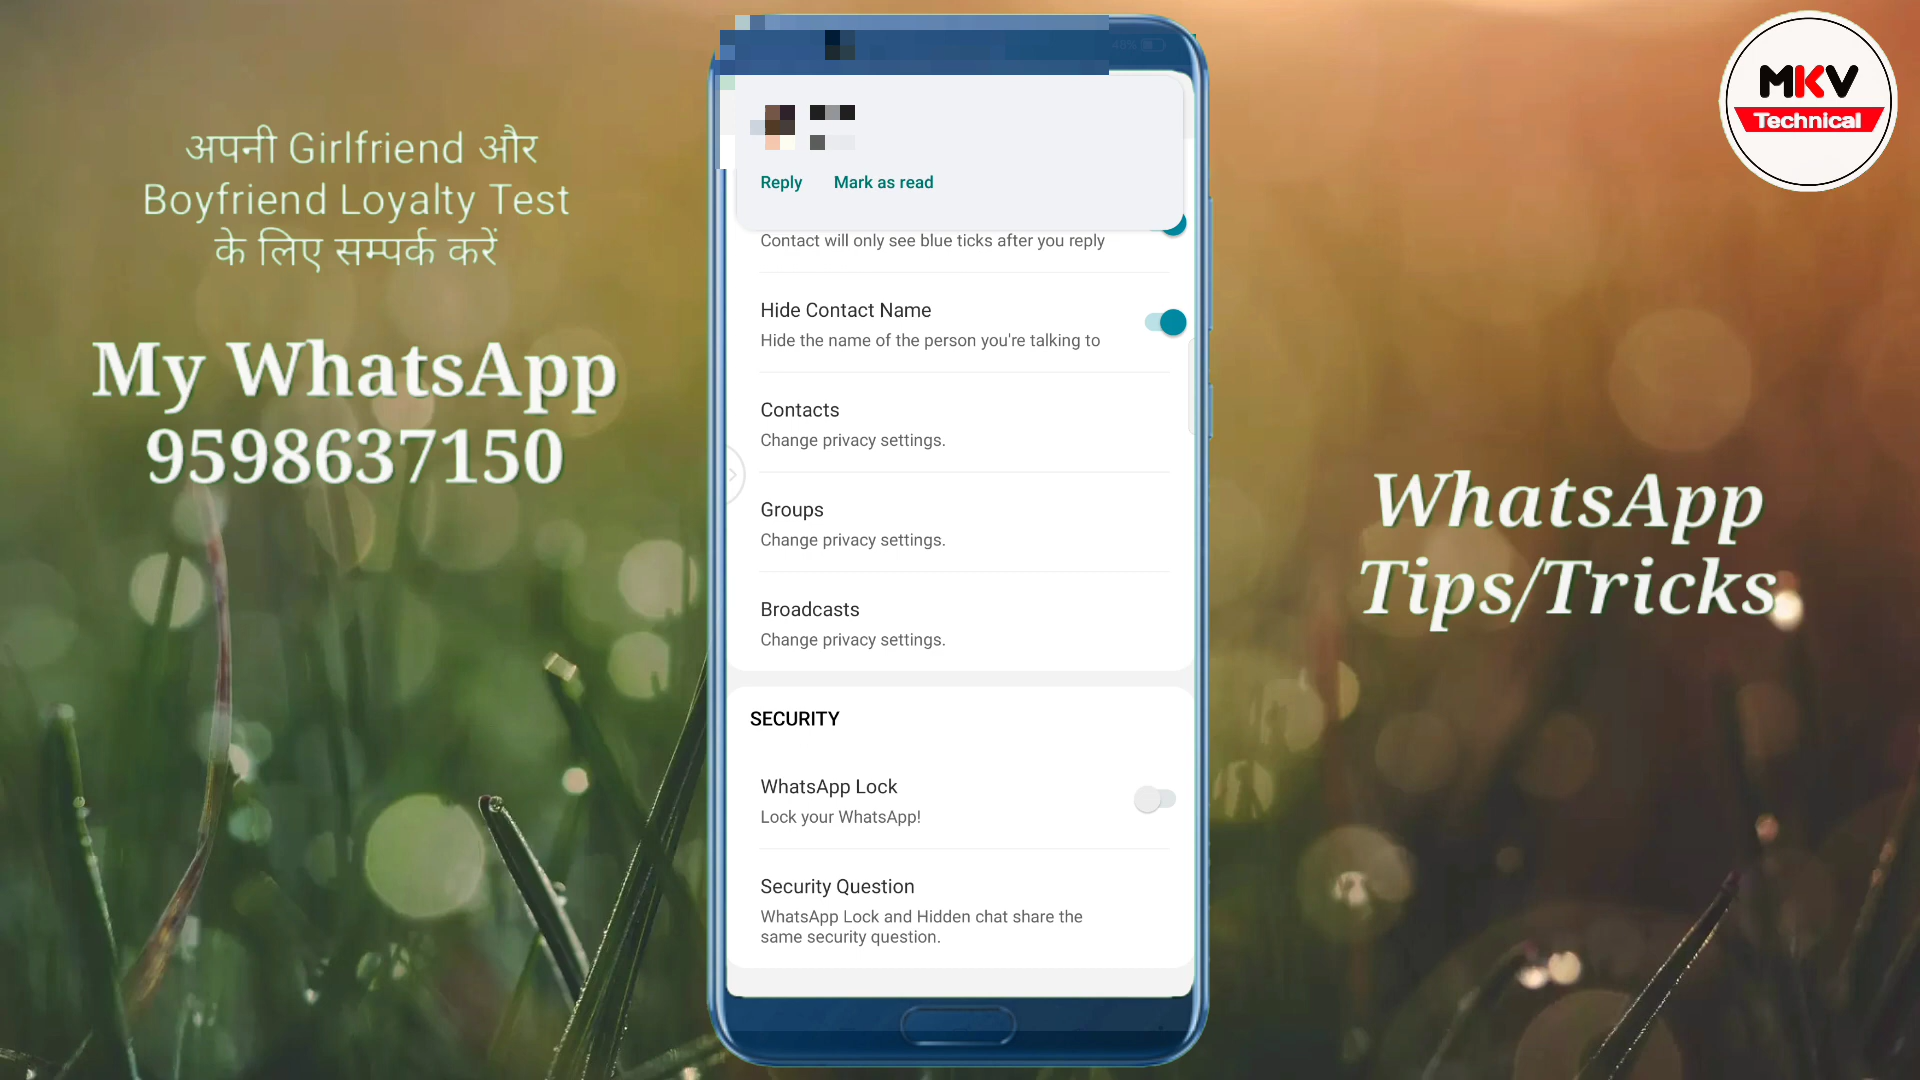 अपनी Girlfriend और
Boyfriend Loyalty Test
के लिए सम्पर्क करें
My WhatsApp
9598637150
48%
Reply Mark as read
Contact will only see blue ticks after you reply
Hide Contact Name
Hide the name of the person you're talking to
Contacts
Change privacy settings.
Groups
Change privacy settings.
Broadcasts
Change privacy settings.
SECURITY
WhatsApp Lock
Lock your WhatsApp!
Security Question
WhatsApp Lock and Hidden chat share the
same security question.
MKV
Technical
WhatsApp
Tips/Tricks